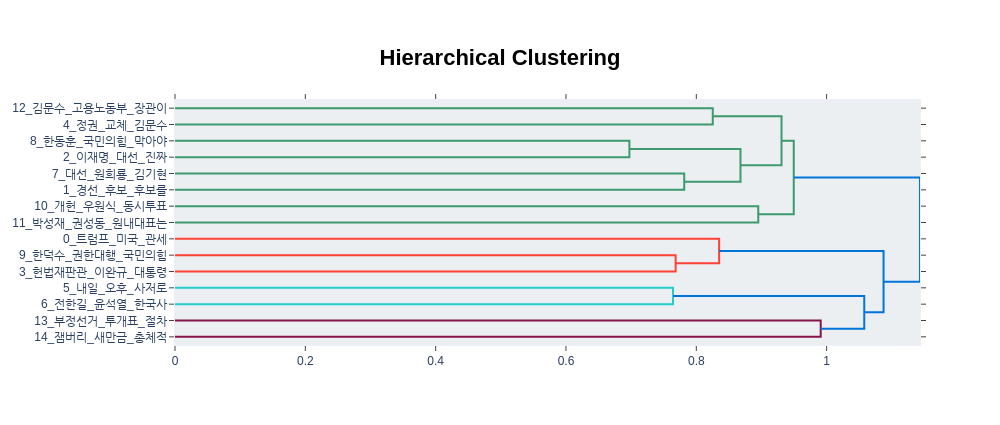 Hierarchical Clustering
12_김문수_고용노동부_장관이
4_정권_교체_김문수
8_한동훈_국민의힘_막아야
2_이재명_대선_진짜
7_대선_원희룡_김기현
1_경선_후보_후보를
10_개헌_우원식_동시투표
11_박성재_권성동_원내대표는
0_트럼프_미국_관세
9_한덕수_권한대행_국민의힘
3_헌법재판관_이완규_대통령
5_내일_오후_사저로
6_전한길_윤석열_한국사
13_부정선거_투개표_절차
14_잼버리_새만금_총체적
0 0.2 0.4 0.6 0.8 1